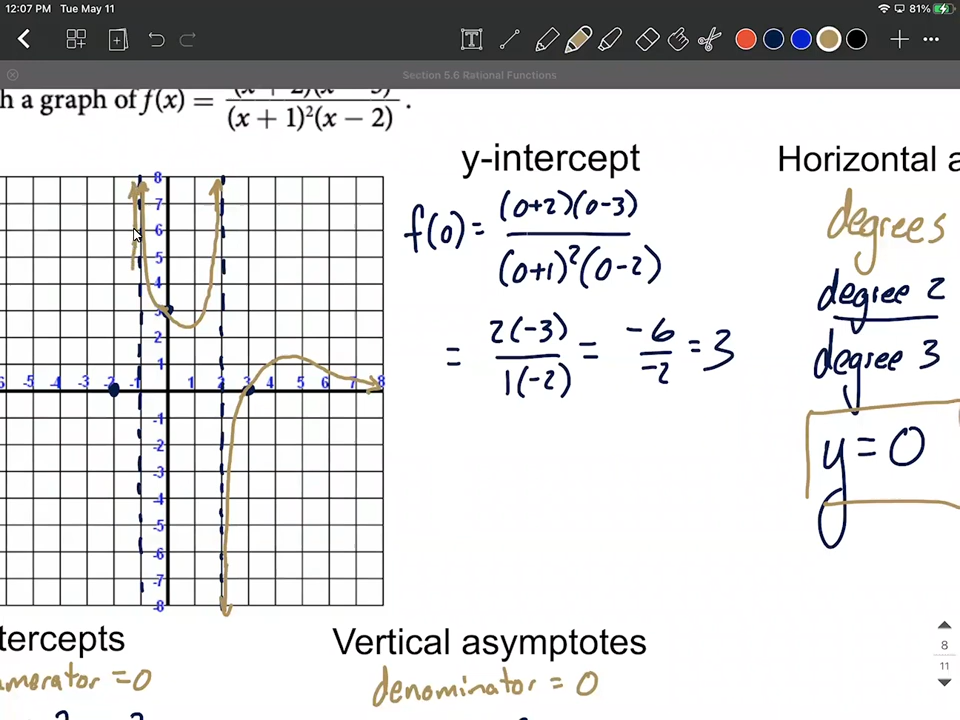 12:07 PM Tue May 11
81%
Section 5.6 Rational Functions
h a graph of f(x) = (x + 2)(x − 3)
(x + 1)²(x − 2) .
y-intercept
Horizontal a
f(0) = (0+2)(0-3)
(0+1)²(0-2)
= 2(-3) = -6 = 3
1(-2) -2
degrees
degree 2
degree 3
y = 0
8
7
6
5
4
3
2
1
6 -5 -4 -3 -2 -1 1 2 3 4 5 6 7 8
-1
-2
-3
-4
-5
-6
-7
-8
tercepts
Vertical asymptotes
umerator = 0
denominator = 0
8
11